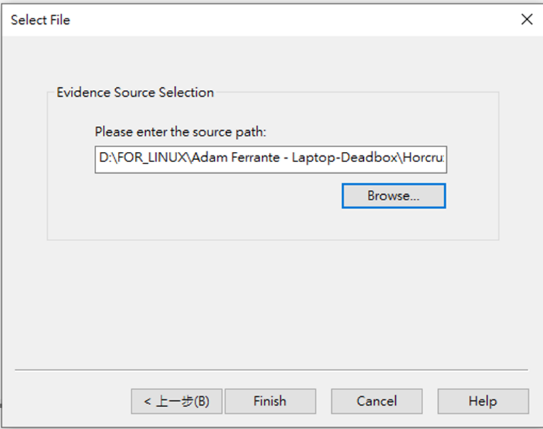 Select File
Evidence Source Selection
Please enter the source path:
D:\FOR_LINUX\Adam Ferrante - Laptop-Deadbox\Horcru
Browse...
< 上一步(B)
Finish
Cancel
Help